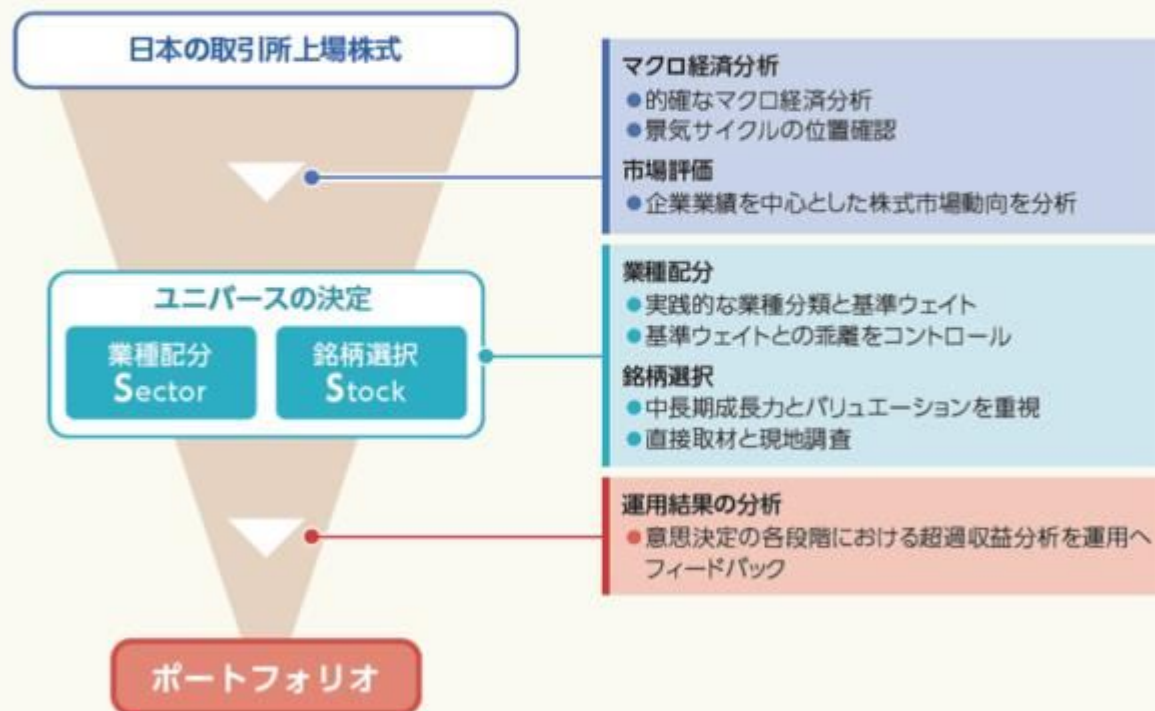 日本の取引所上場株式
マクロ経済分析
●的確なマクロ経済分析
●景気サイクルの位置確認
市場評価
●企業業績を中心とした株式市場動向を分析
ユニバースの決定
業種配分
Sector
銘柄選択
Stock
業種配分
●実践的な業種分類と基準ウェイト
●基準ウェイトとの乖離をコントロール
銘柄選択
●中長期成長力とバリュエーションを重視
●直接取材と現地調査
運用結果の分析
●意思決定の各段階における超過収益分析を運用へ
フィードバック
ポートフォリオ